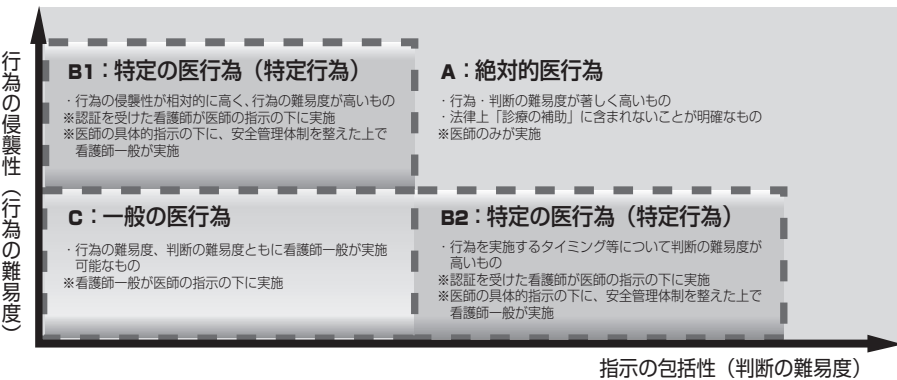 行為の侵襲性（行為の難易度）
B1：特定の医行為（特定行為）
・行為の侵襲性が相対的に高く、行為の難易度が高いもの
※認証を受けた看護師が医師の指示の下に実施
※医師の具体的指示の下に、安全管理体制を整えた上で
看護師一般が実施
A：絶対的医行為
・行為・判断の難易度が著しく高いもの
・法律上「診療の補助」に含まれないことが明確なもの
※医師のみが実施
C：一般の医行為
・行為の難易度、判断の難易度ともに看護師一般が実施
可能なもの
※看護師一般が医師の指示の下に実施
B2：特定の医行為（特定行為）
・行為を実施するタイミング等について判断の難易度が
高いもの
※認証を受けた看護師が医師の指示の下に実施
※医師の具体的指示の下に、安全管理体制を整えた上で
看護師一般が実施
指示の包括性（判断の難易度）